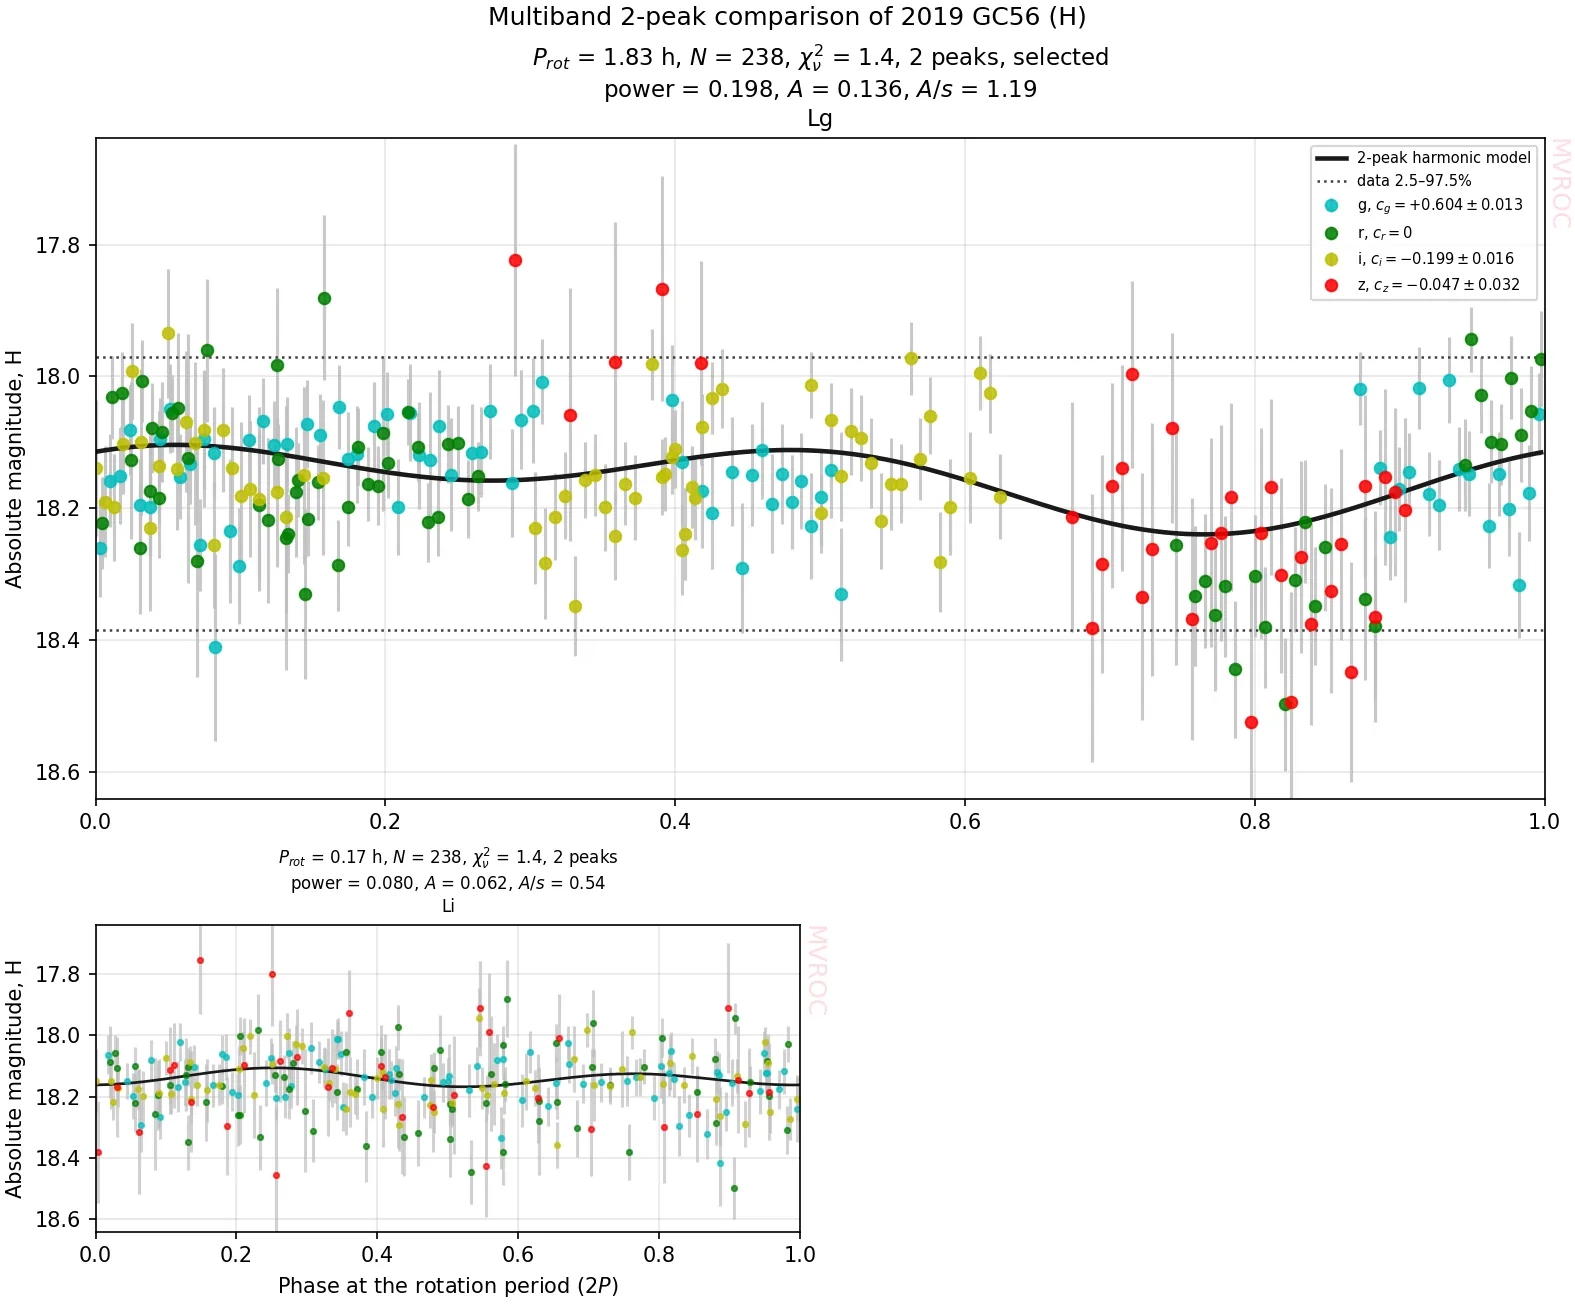 Multiband 2-peak comparison of 2019 GC56 (H)
P_rot = 1.83 h, N = 238, χ²_ν = 1.4, 2 peaks, selected
power = 0.198, A = 0.136, A/s = 1.19
Lg
MVROC
2-peak harmonic model
data 2.5–97.5%
g, c_g = +0.604 ± 0.013
r, c_r = 0
i, c_i = −0.199 ± 0.016
z, c_z = −0.047 ± 0.032
Absolute magnitude, H
17.8
18.0
18.2
18.4
18.6
0.0 0.2 0.4 0.6 0.8 1.0
P_rot = 0.17 h, N = 238, χ²_ν = 1.4, 2 peaks
power = 0.080, A = 0.062, A/s = 0.54
Li
MVROC
Absolute magnitude, H
17.8
18.0
18.2
18.4
18.6
0.0 0.2 0.4 0.6 0.8 1.0
Phase at the rotation period (2P)